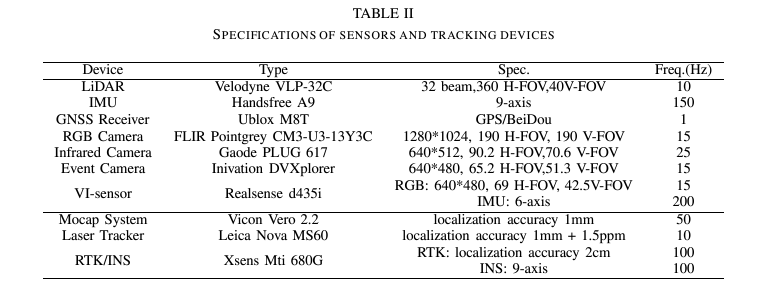 TABLE II
SPECIFICATIONS OF SENSORS AND TRACKING DEVICES
Device Type Spec. Freq.(Hz)
LiDAR Velodyne VLP-32C 32 beam,360 H-FOV,40V-FOV 10
IMU Handsfree A9 9-axis 150
GNSS Receiver Ublox M8T GPS/BeiDou 1
RGB Camera FLIR Pointgrey CM3-U3-13Y3C 1280*1024, 190 H-FOV, 190 V-FOV 15
Infrared Camera Gaode PLUG 617 640*512, 90.2 H-FOV,70.6 V-FOV 25
Event Camera Inivation DVXplorer 640*480, 65.2 H-FOV,51.3 V-FOV 15
VI-sensor Realsense d435i RGB: 640*480, 69 H-FOV, 42.5V-FOV 15
IMU: 6-axis 200
Mocap System Vicon Vero 2.2 localization accuracy 1mm 50
Laser Tracker Leica Nova MS60 localization accuracy 1mm + 1.5ppm 10
RTK/INS Xsens Mti 680G RTK: localization accuracy 2cm 100
INS: 9-axis 100